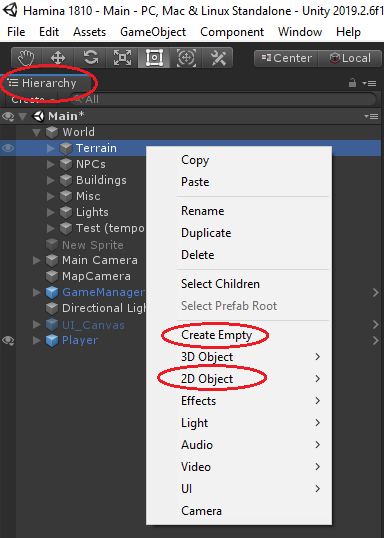 Hamina 1810 - Main - PC, Mac & Linux Standalone - Unity 2019.2.6f1
File Edit Assets GameObject Component Window Help
Center Local
Hierarchy
Create All
Main*
World
Terrain
NPCs
Buildings
Misc
Lights
Test (tempo
New Sprite
Main Camera
MapCamera
GameManager
Directional Ligh
UI_Canvas
Player
Copy
Paste
Rename
Duplicate
Delete
Select Children
Select Prefab Root
Create Empty
3D Object
2D Object
Effects
Light
Audio
Video
UI
Camera